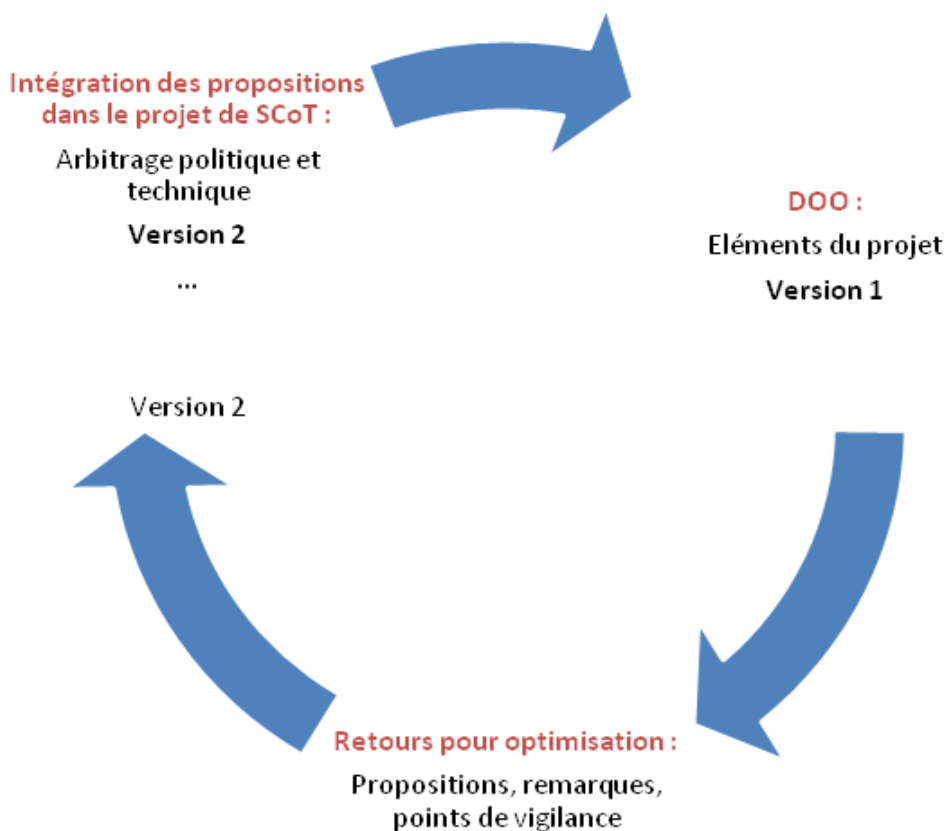 Intégration des propositions
dans le projet de SCoT :
Arbitrage politique et
technique
Version 2
...
Version 2
DOO :
Eléments du projet
Version 1
Retours pour optimisation :
Propositions, remarques,
points de vigilance